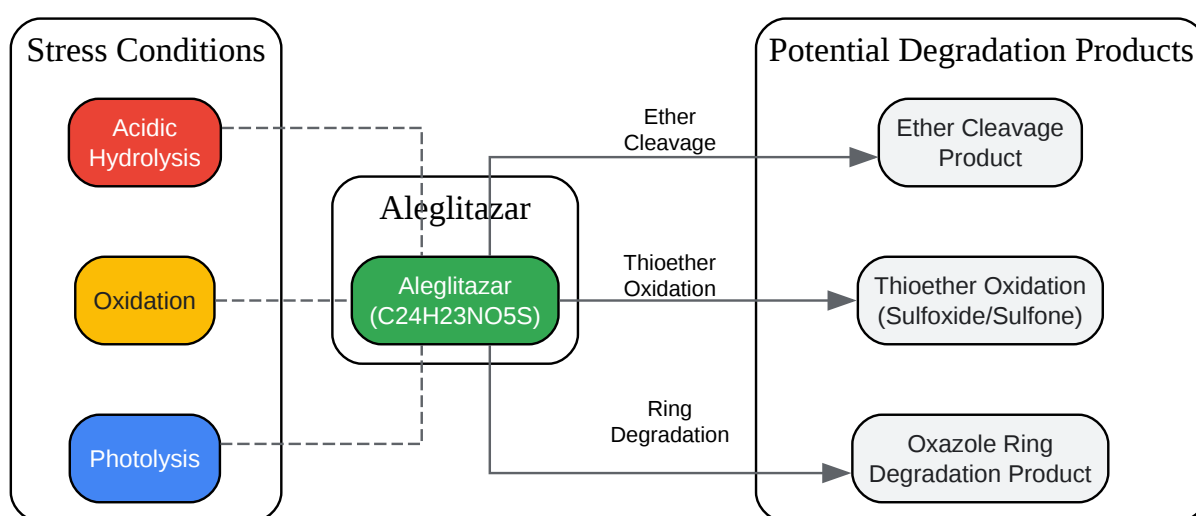 Stress Conditions
Acidic
Hydrolysis
Oxidation
Photolysis
Aleglitazar
Aleglitazar
(C24H23NO5S)
Ether
Cleavage
Thioether
Oxidation
Ring
Degradation
Potential Degradation Products
Ether Cleavage
Product
Thioether Oxidation
(Sulfoxide/Sulfone)
Oxazole Ring
Degradation Product